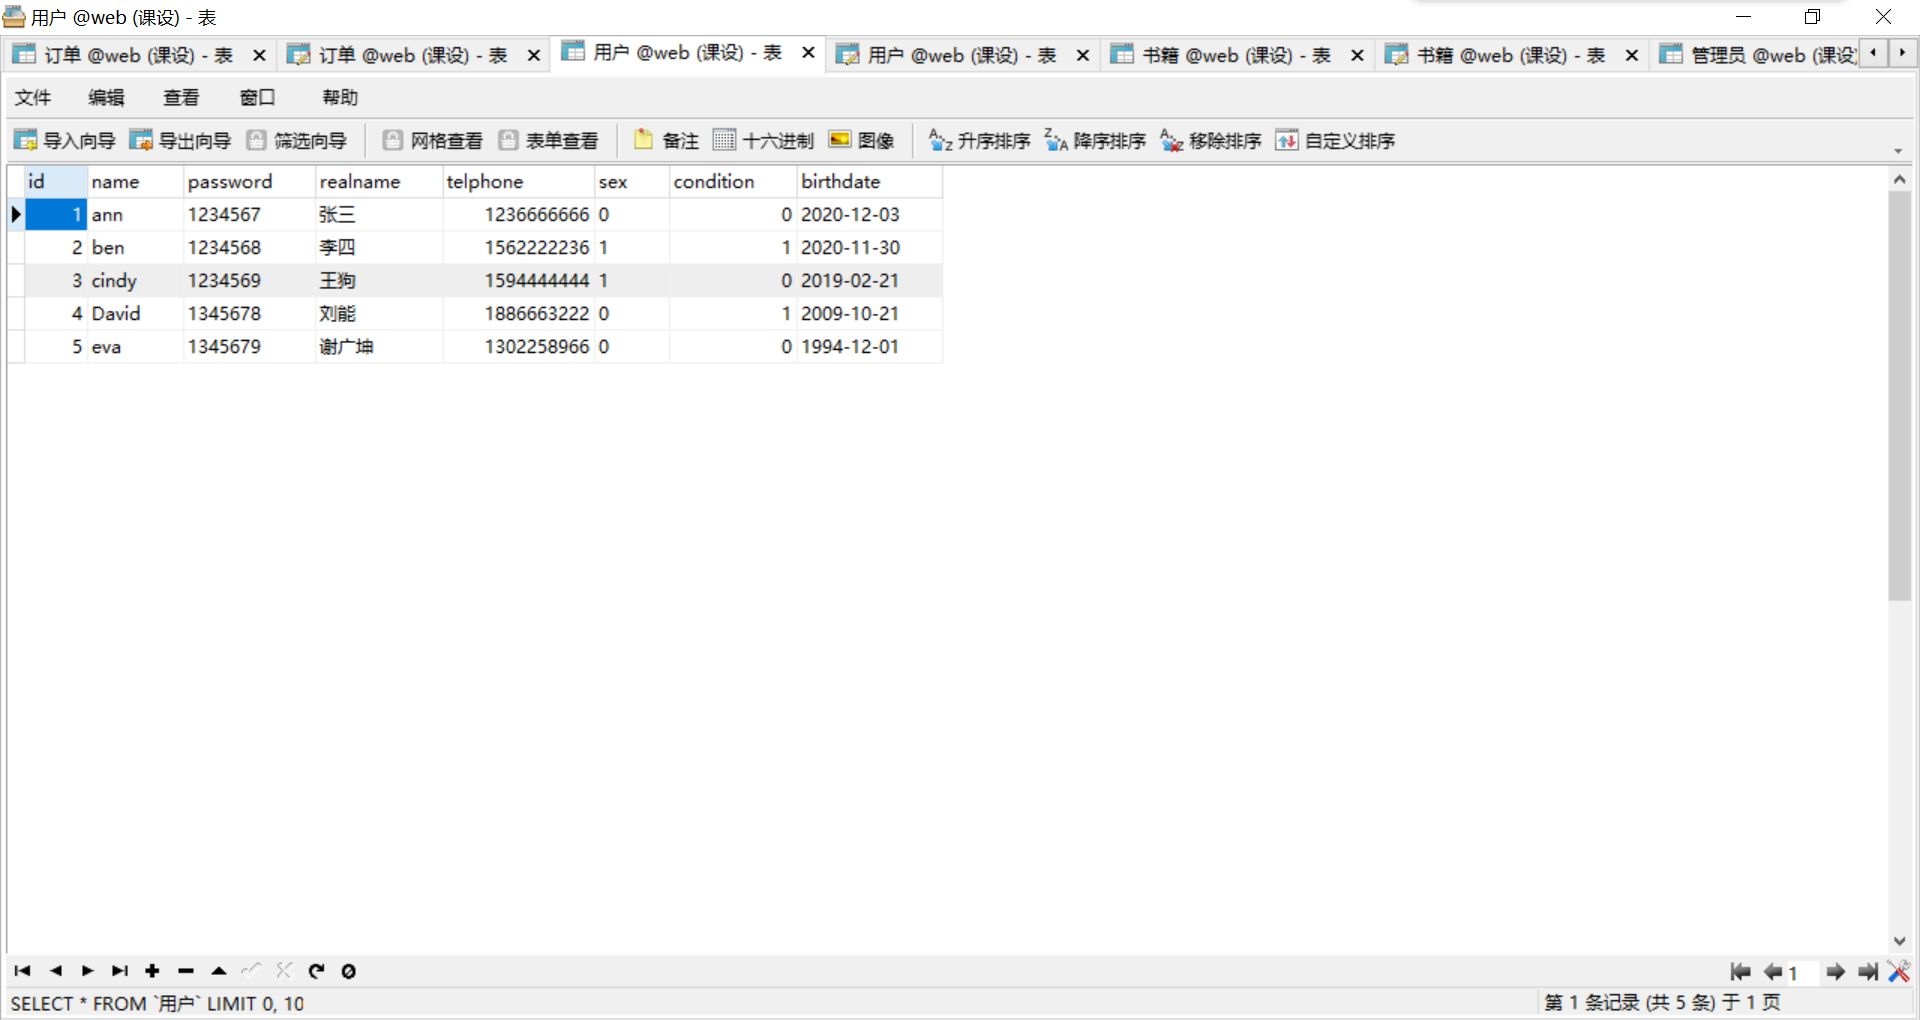 用户 @web (课设) - 表
订单 @web (课设) - 表 订单 @web (课设) - 表 用户 @web (课设) - 表 用户 @web (课设) - 表 书籍 @web (课设) - 表 书籍 @web (课设) - 表 管理员 @web (课设)
文件 编辑 查看 窗口 帮助
导入向导 导出向导 筛选向导 网格查看 表单查看 备注 十六进制 图像 升序排序 降序排序 移除排序 自定义排序
id name password realname telphone sex condition birthdate
1 ann 1234567 张三 1236666666 0 0 2020-12-03
2 ben 1234568 李四 1562222236 1 1 2020-11-30
3 cindy 1234569 王狗 1594444444 1 0 2019-02-21
4 David 1345678 刘能 1886663222 0 1 2009-10-21
5 eva 1345679 谢广坤 1302258966 0 0 1994-12-01
1
SELECT * FROM `用户` LIMIT 0, 10 第 1 条记录 (共 5 条) 于 1 页